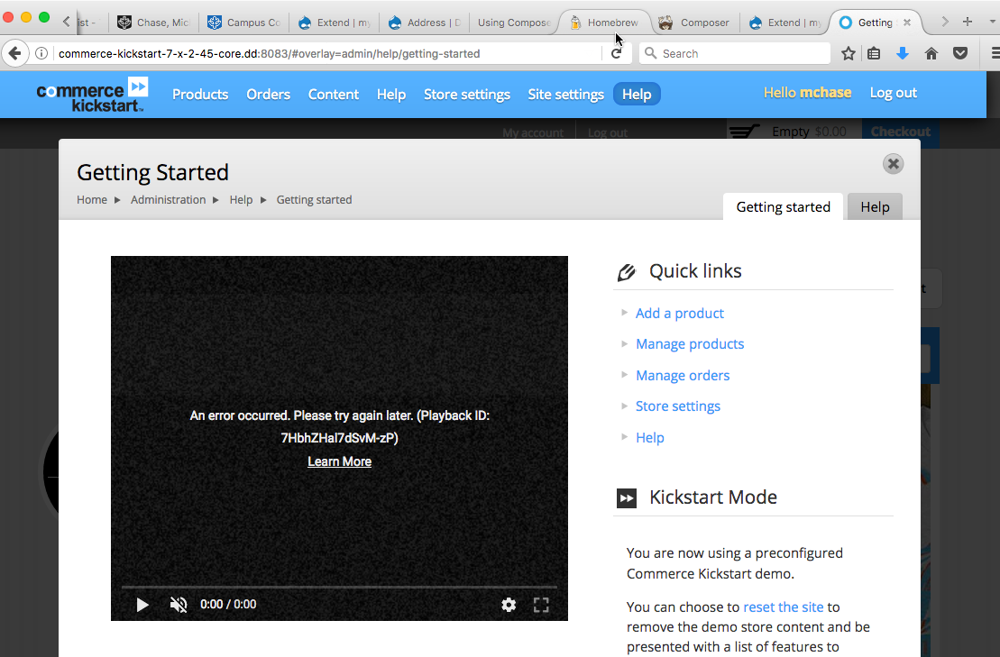 ist -
Chase, Mic
Campus Co
Extend | my
Address | D
Using Compose
Homebrew
Composer
Extend | my
Getting
commerce-kickstart-7-x-2-45-core.dd:8083/#overlay=admin/help/getting-started
Search
commerce
kickstart™
Products
Orders
Content
Help
Store settings
Site settings
Help
Hello mchase
Log out
My account
Log out
Empty $0.00
Checkout
Getting Started
Home
Administration
Help
Getting started
Getting started
Help
An error occurred. Please try again later. (Playback ID:
7HbhZHal7dSvM-zP)
Learn More
0:00 / 0:00
Quick links
Add a product
Manage products
Manage orders
Store settings
Help
Kickstart Mode
You are now using a preconfigured
Commerce Kickstart demo.
You can choose to reset the site to
remove the demo store content and be
presented with a list of features to
t